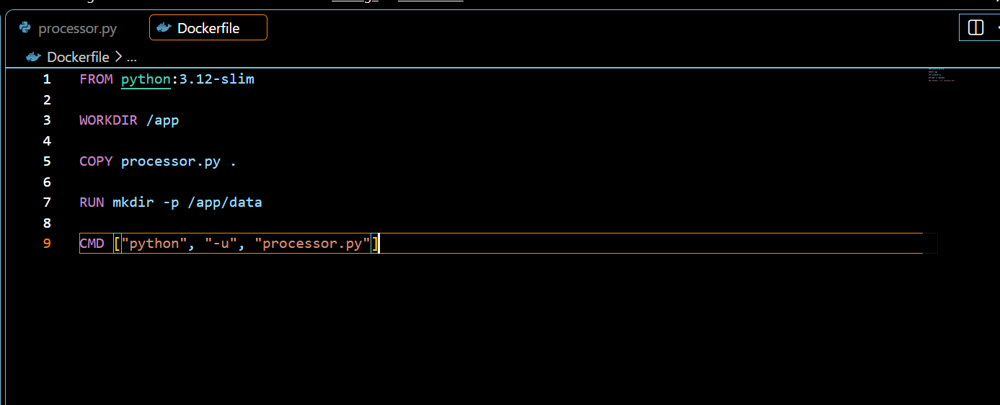 processor.py
Dockerfile
Dockerfile > ...
1 FROM python:3.12-slim
2
3 WORKDIR /app
4
5 COPY processor.py .
6
7 RUN mkdir -p /app/data
8
9 CMD ["python", "-u", "processor.py"]